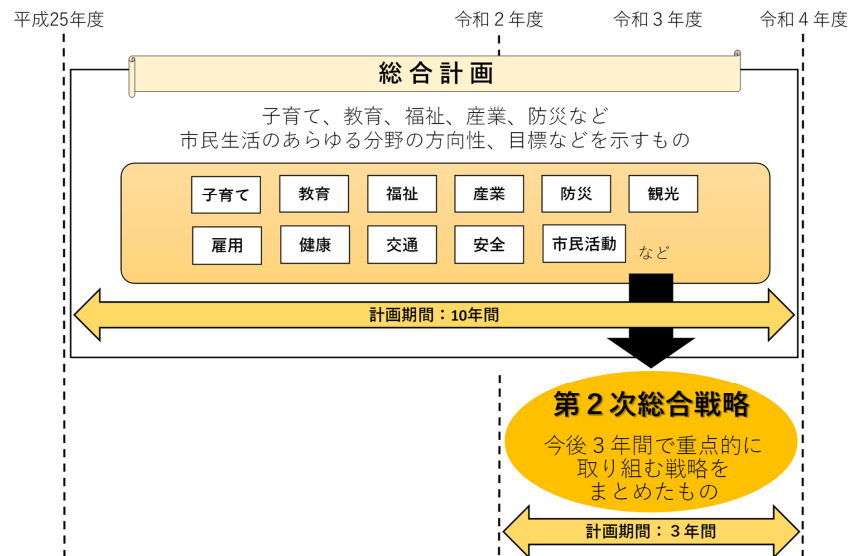 平成25年度 令和２年度 令和３年度 令和４年度
総合計画
子育て、教育、福祉、産業、防災など
市民生活のあらゆる分野の方向性、目標などを示すもの
子育て 教育 福祉 産業 防災 観光
雇用 健康 交通 安全 市民活動 など
計画期間：10年間
第２次総合戦略
今後３年間で重点的に
取り組む戦略を
まとめたもの
計画期間：３年間